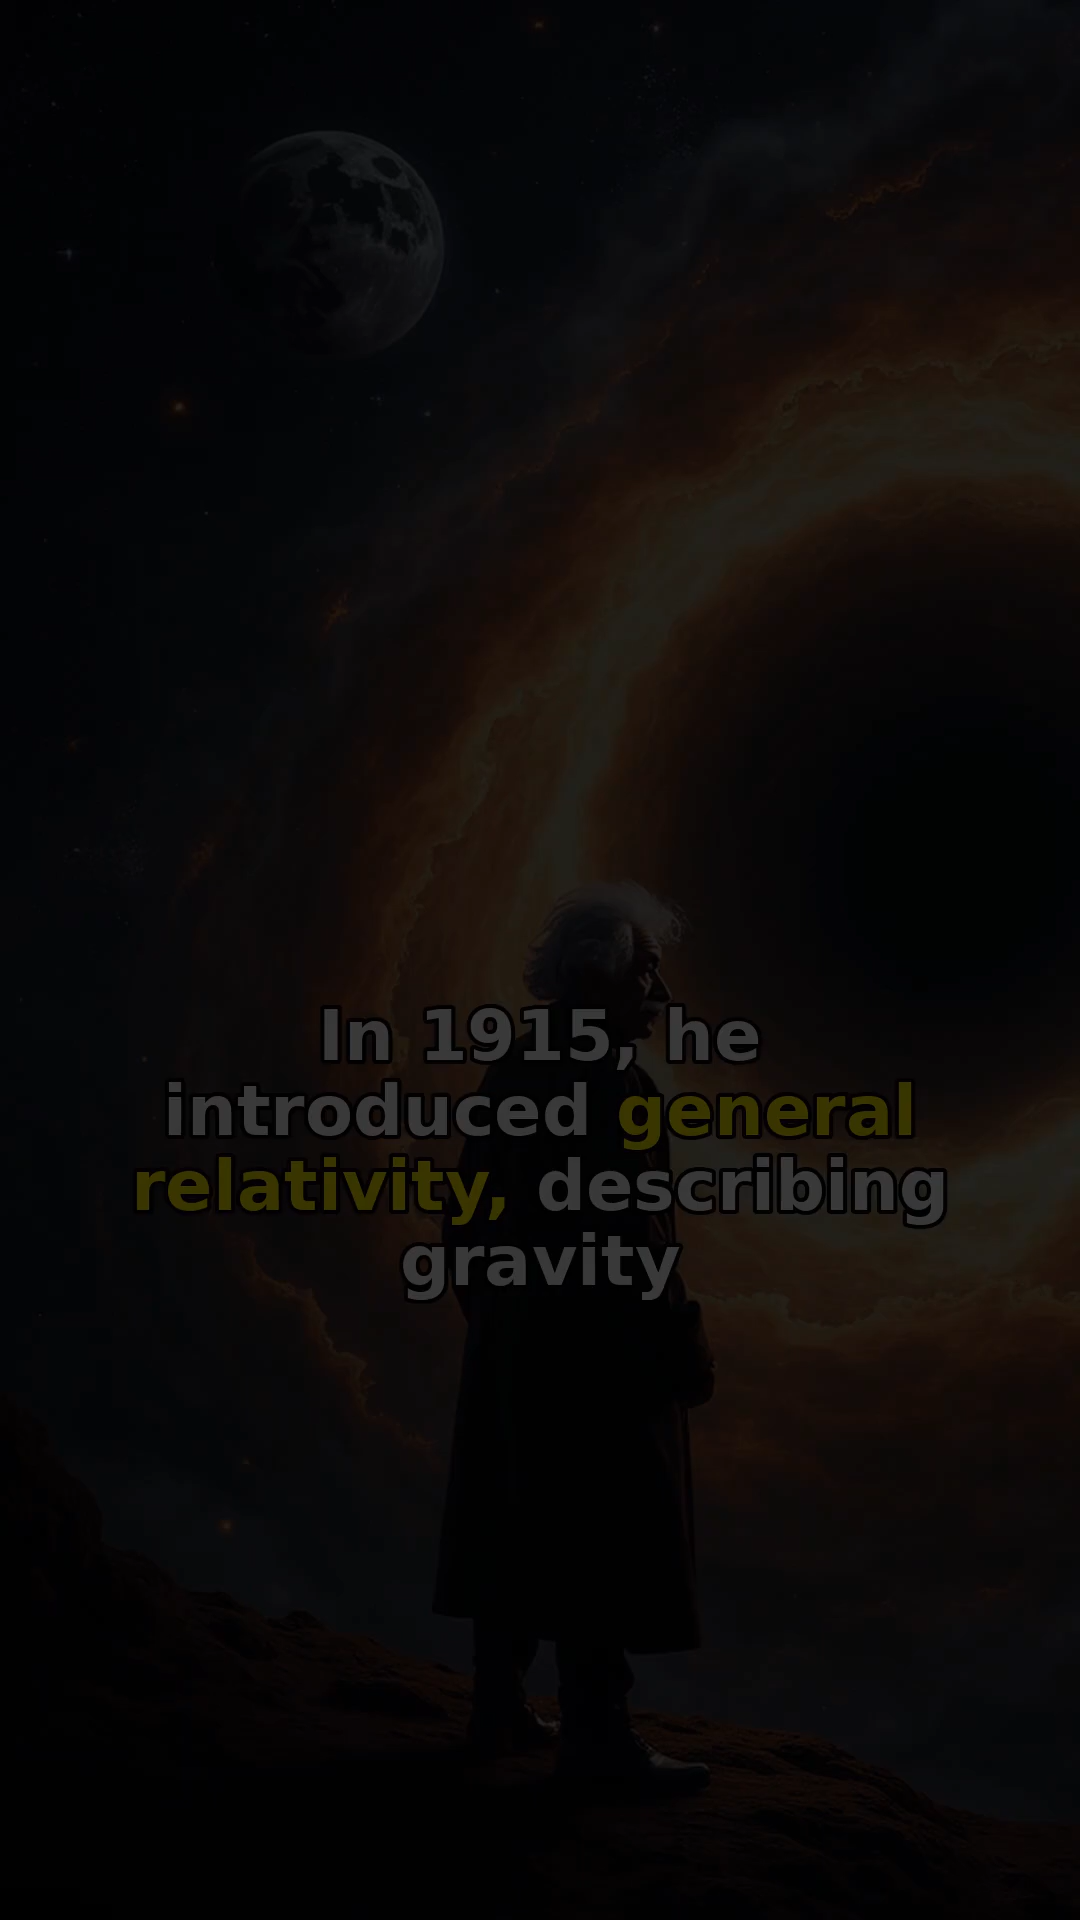 In 1915, he
introduced general
relativity, describing
gravity